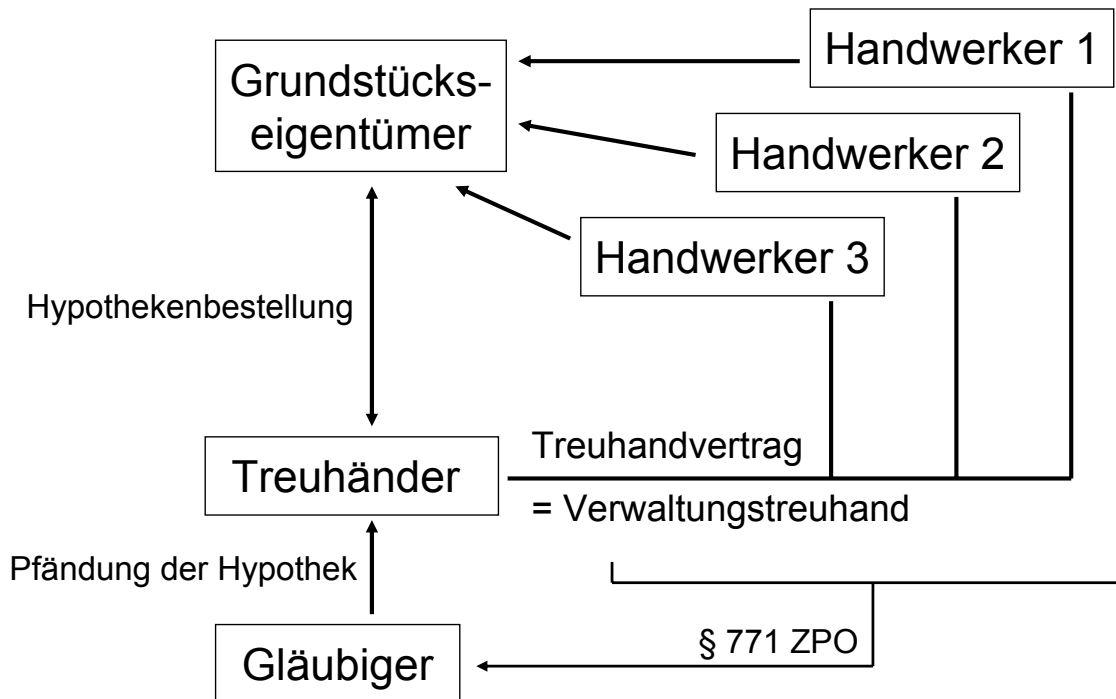 Handwerker 1
Grundstücks-
eigentümer
Handwerker 2
Handwerker 3
Hypothekenbestellung
Treuhandvertrag
Treuhänder
= Verwaltungstreuhand
Pfändung der Hypothek
§ 771 ZPO
Gläubiger